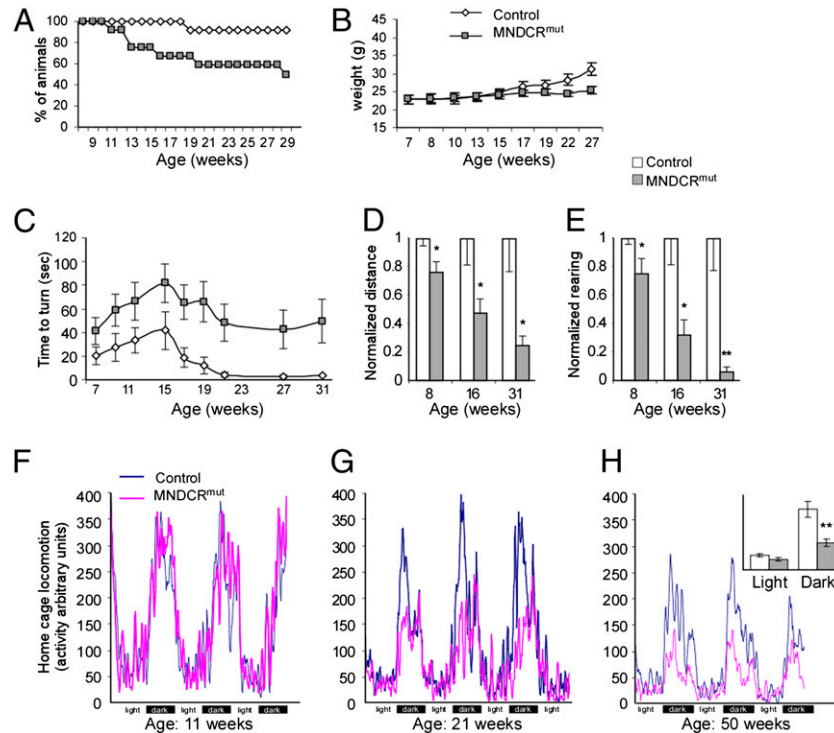 A
% of animals
100
80
60
40
20
0
9 11 13 15 17 19 21 23 25 27 29
Age (weeks)
B
Control
MNDCRmut
weight (g)
45
40
35
30
25
20
15
7 8 10 13 15 17 19 22 27
Age (weeks)
Control
MNDCRmut
C
Time to turn (sec)
120
100
80
60
40
20
0
7 11 15 19 23 27 31
Age (weeks)
D
Normalized distance
1
0.8
0.6
0.4
0.2
0
* * *
8 16 31
Age (weeks)
E
Normalized rearing
1
0.8
0.6
0.4
0.2
0
* * **
8 16 31
Age (weeks)
F
Control
MNDCRmut
Home cage locomotion
(activity arbitrary units)
400
350
300
250
200
150
100
50
0
light dark light dark light dark
Age: 11 weeks
G
400
350
300
250
200
150
100
50
0
light dark light dark light dark
Age: 21 weeks
H
400
350
300
250
200
150
100
50
0
**
Light Dark
light dark light dark light dark
Age: 50 weeks